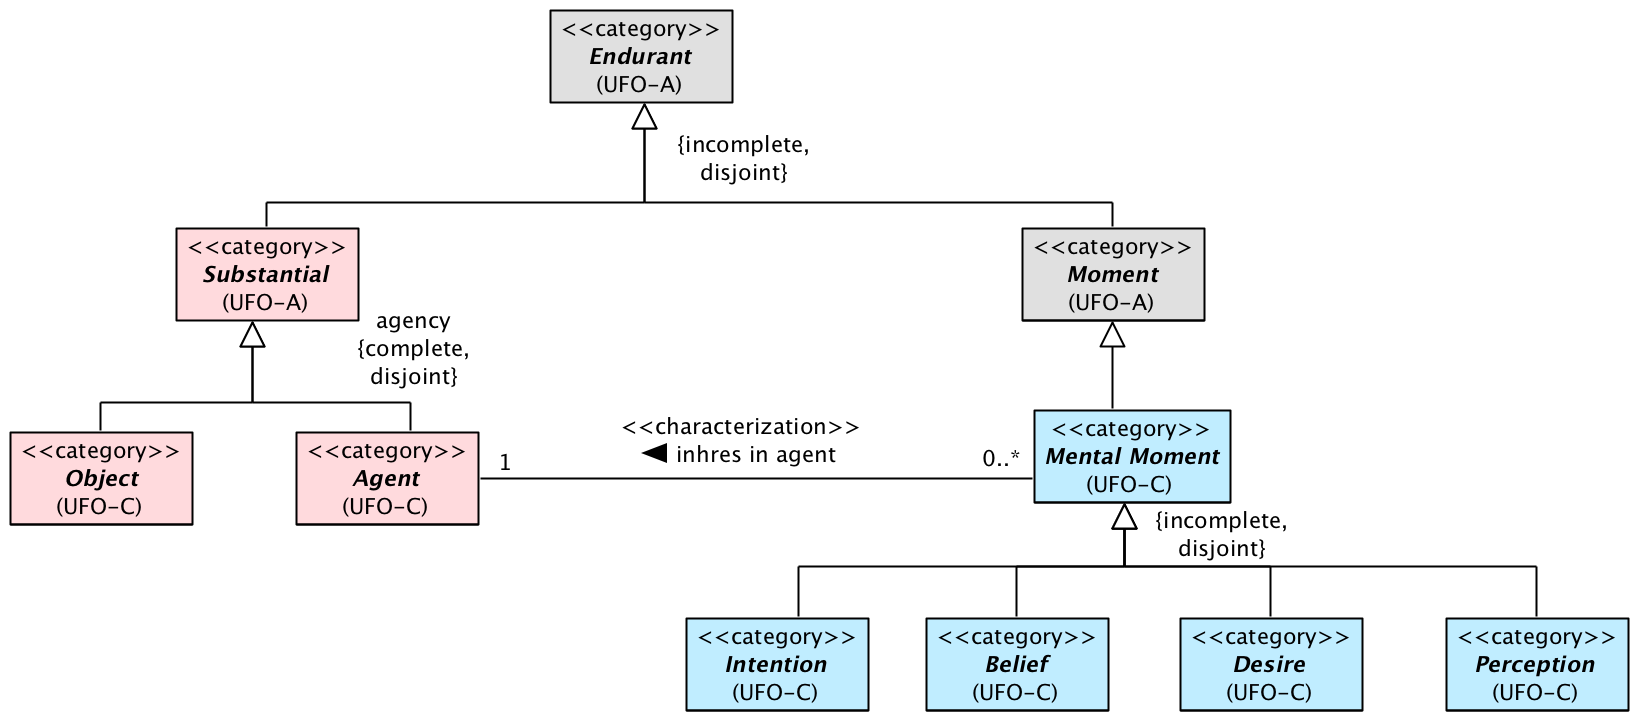 <<category>>
Endurant
(UFO-A)
{incomplete,
disjoint}
<<category>>
Substantial
(UFO-A)
<<category>>
Moment
(UFO-A)
agency
{complete,
disjoint}
<<category>>
Object
(UFO-C)
<<category>>
Agent
(UFO-C)
<<characterization>>
inhres in agent
1
0..*
<<category>>
Mental Moment
(UFO-C)
{incomplete,
disjoint}
<<category>>
Intention
(UFO-C)
<<category>>
Belief
(UFO-C)
<<category>>
Desire
(UFO-C)
<<category>>
Perception
(UFO-C)